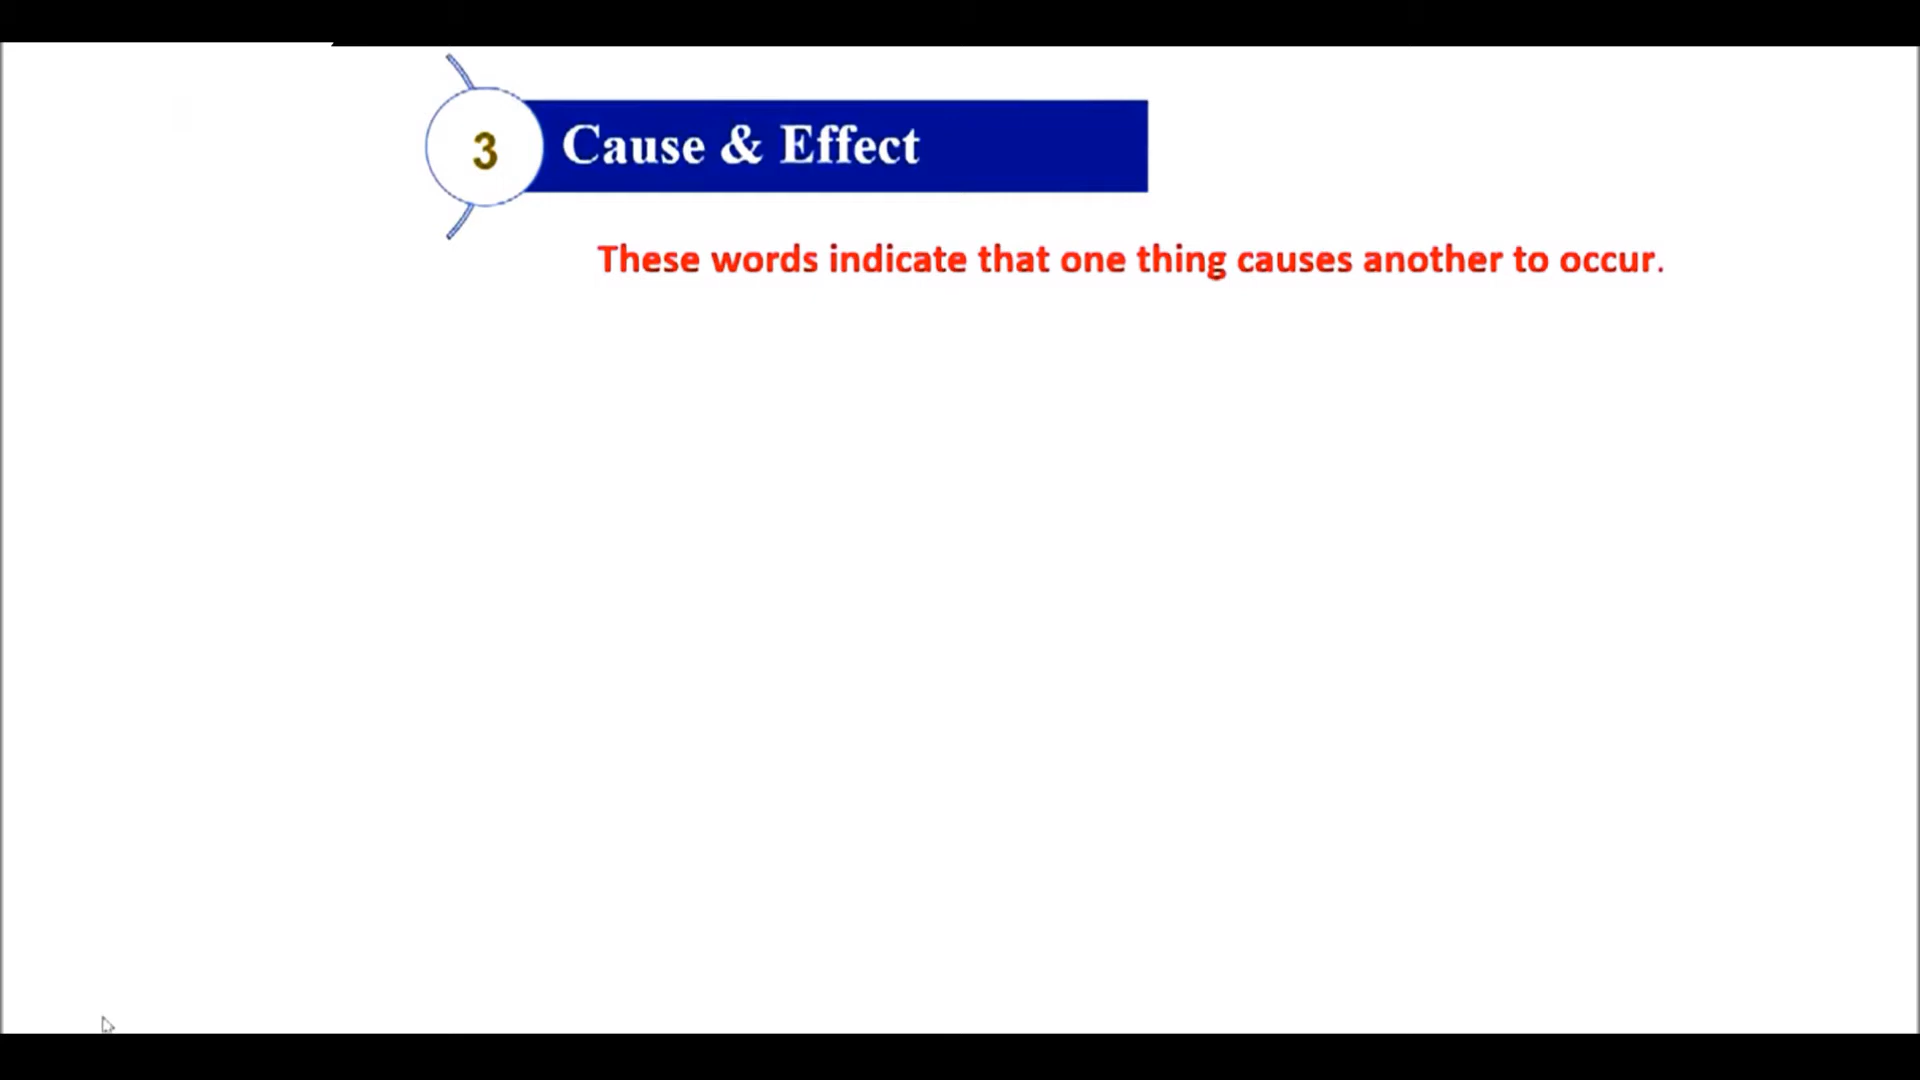 3
Cause & Effect
These words indicate that one thing causes another to occur.